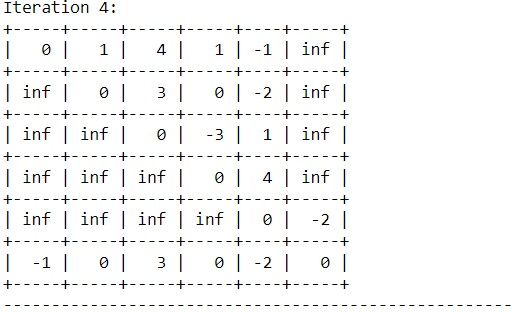 Iteration 4:
+-----+-----+-----+-----+----+-----+
|   0 |   1 |   4 |   1 | -1 | inf |
+-----+-----+-----+-----+----+-----+
| inf |   0 |   3 |   0 | -2 | inf |
+-----+-----+-----+-----+----+-----+
| inf | inf |   0 |  -3 |  1 | inf |
+-----+-----+-----+-----+----+-----+
| inf | inf | inf |   0 |  4 | inf |
+-----+-----+-----+-----+----+-----+
| inf | inf | inf | inf |  0 |  -2 |
+-----+-----+-----+-----+----+-----+
|  -1 |   0 |   3 |   0 | -2 |   0 |
+-----+-----+-----+-----+----+-----+
-----------------------------------------------------